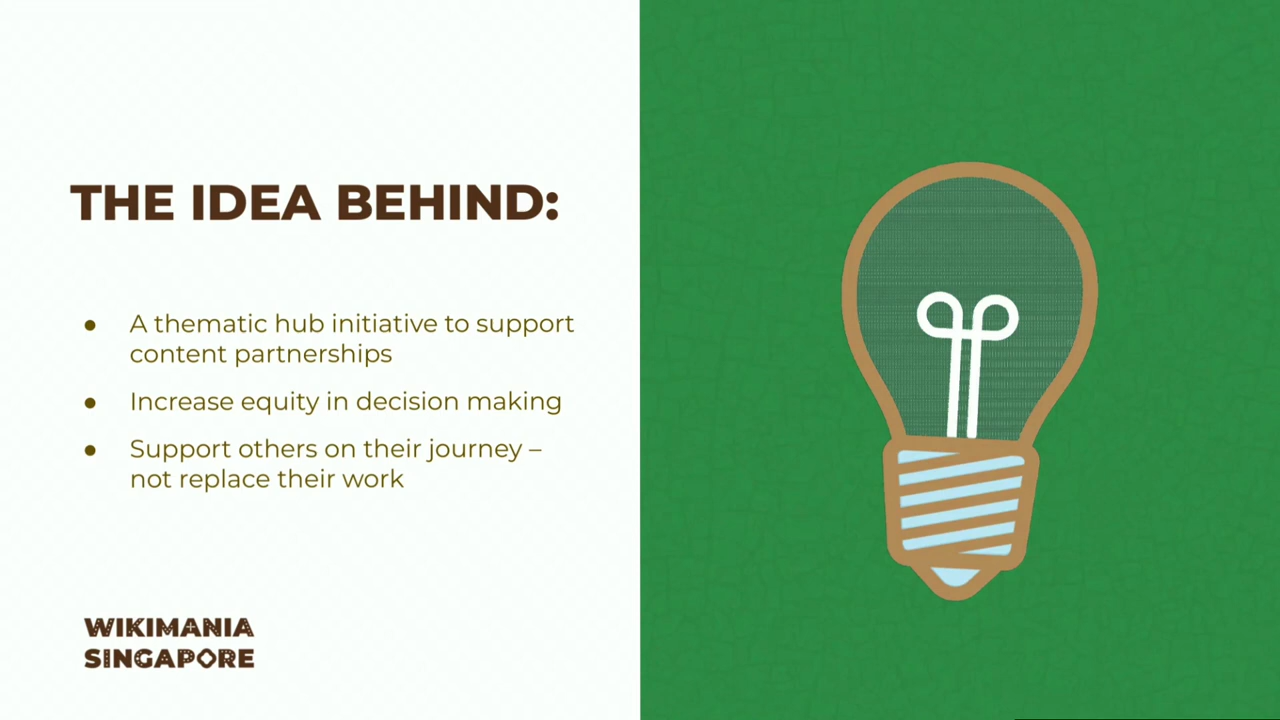 THE IDEA BEHIND:
● A thematic hub initiative to support
content partnerships
● Increase equity in decision making
● Support others on their journey –
not replace their work
WIKIMANIA
SINGAPORE